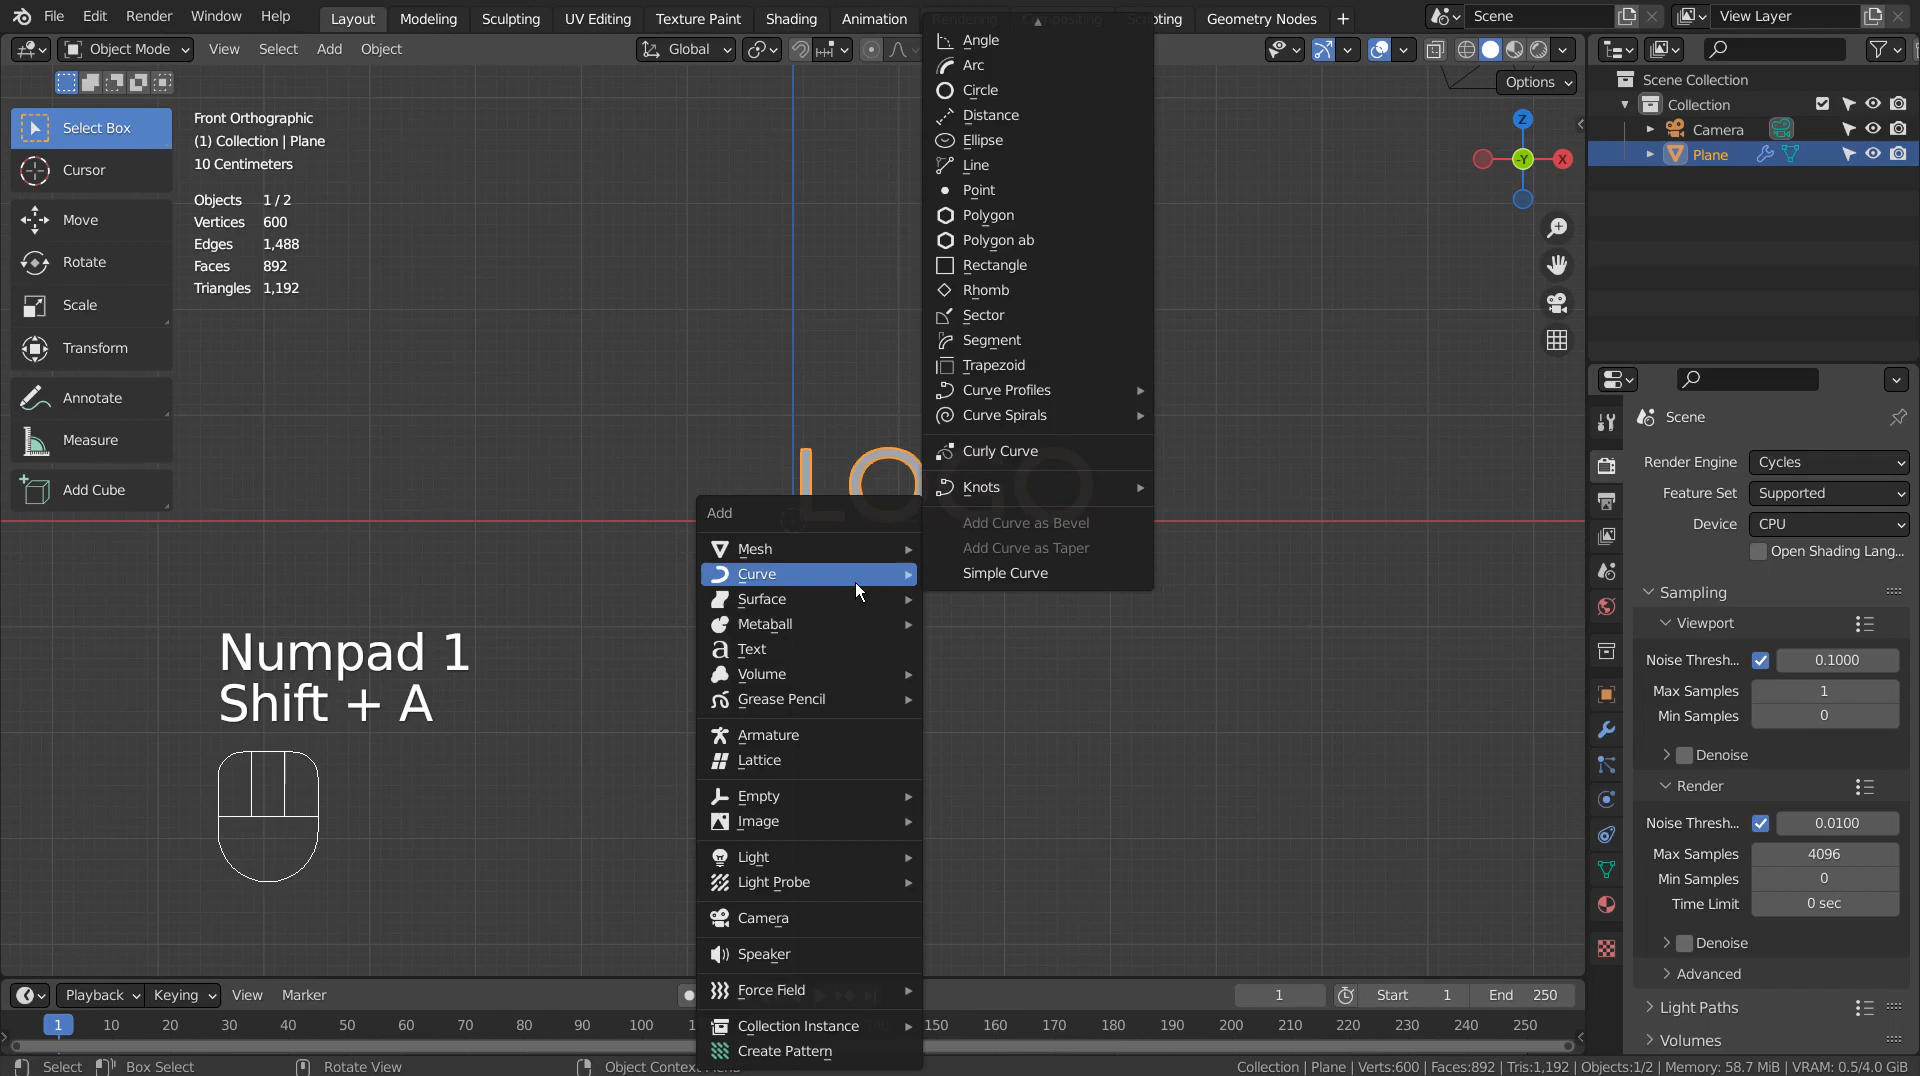 File Edit Render Window Help Layout Modeling Sculpting UV Editing Texture Paint Shading Animation Rendering Compositing Scripting Geometry Nodes + Scene View Layer
Object Mode View Select Add Object Global
Options
Select Box
Cursor
Move
Rotate
Scale
Transform
Annotate
Measure
Add Cube
Front Orthographic
(1) Collection | Plane
10 Centimeters
Objects 1 / 2
Vertices 600
Edges 1,488
Faces 892
Triangles 1,192
Z
-Y
X
LOGO
Numpad 1
Shift + A
Add
Mesh
Curve
Surface
Metaball
Text
Volume
Grease Pencil
Armature
Lattice
Empty
Image
Light
Light Probe
Camera
Speaker
Force Field
Collection Instance
Create Pattern
Angle
Arc
Circle
Distance
Ellipse
Line
Point
Polygon
Polygon ab
Rectangle
Rhomb
Sector
Segment
Trapezoid
Curve Profiles
Curve Spirals
Curly Curve
Knots
Add Curve as Bevel
Add Curve as Taper
Simple Curve
Scene Collection
Collection
Camera
Plane
Scene
Render Engine Cycles
Feature Set Supported
Device CPU
Open Shading Lang...
Sampling
Viewport
Noise Thresh... 0.1000
Max Samples 1
Min Samples 0
Denoise
Render
Noise Thresh... 0.0100
Max Samples 4096
Min Samples 0
Time Limit 0 sec
Denoise
Advanced
Light Paths
Volumes
Playback Keying View Marker 1 Start 1 End 250
1 10 20 30 40 50 60 70 80 90 100 150 160 170 180 190 200 210 220 230 240 250
Select Box Select Rotate View Object Context Menu Collection | Plane | Verts:600 | Faces:892 | Tris:1,192 | Objects:1/2 | Memory: 58.7 MiB | VRAM: 0.5/4.0 GiB